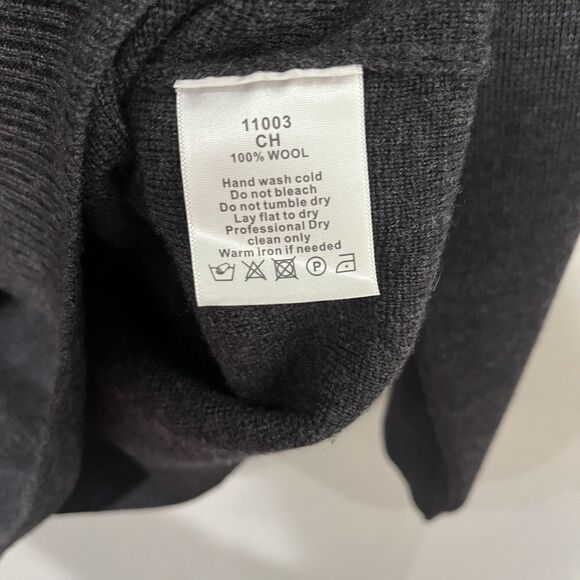 11003
CH
100% WOOL
Hand wash cold
Do not bleach
Do not tumble dry
Lay flat to dry
Professional Dry
clean only
Warm iron if needed
P